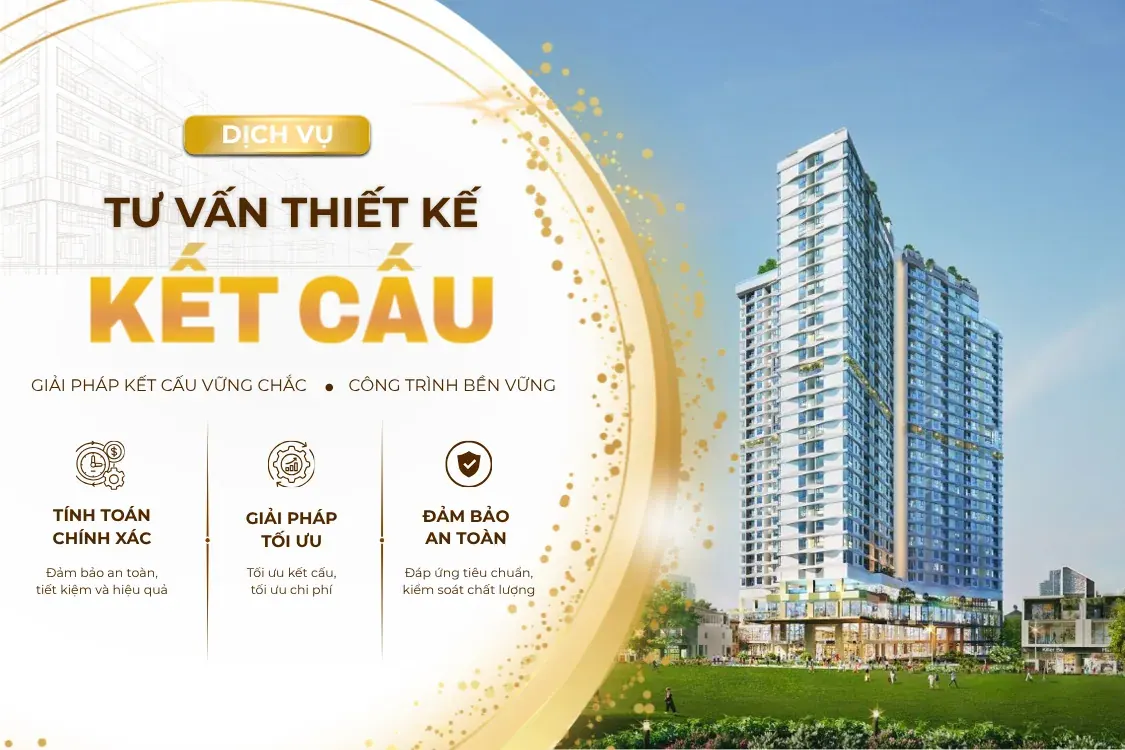 DỊCH VỤ
TƯ VẤN THIẾT KẾ
KẾT CẤU
GIẢI PHÁP KẾT CẤU VỮNG CHẮC • CÔNG TRÌNH BỀN VỮNG
TÍNH TOÁN
CHÍNH XÁC
Đảm bảo an toàn,
tiết kiệm và hiệu quả
GIẢI PHÁP
TỐI ƯU
Tối ưu kết cấu,
tối ưu chi phí
ĐẢM BẢO
AN TOÀN
Đáp ứng tiêu chuẩn,
kiểm soát chất lượng
Killer Be